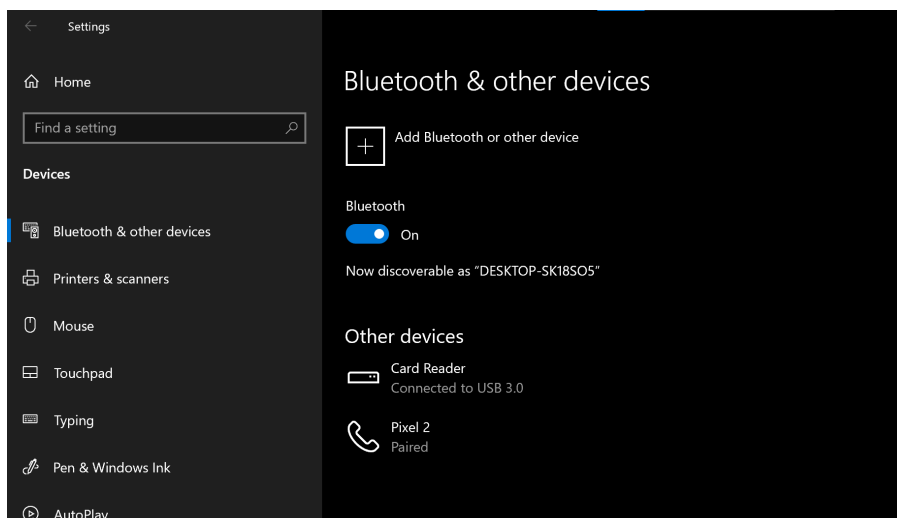 Settings
Home
Find a setting
Devices
Bluetooth & other devices
Printers & scanners
Mouse
Touchpad
Typing
Pen & Windows Ink
AutoPlay
Bluetooth & other devices
Add Bluetooth or other device
Bluetooth
On
Now discoverable as “DESKTOP-SK18SO5”
Other devices
Card Reader
Connected to USB 3.0
Pixel 2
Paired